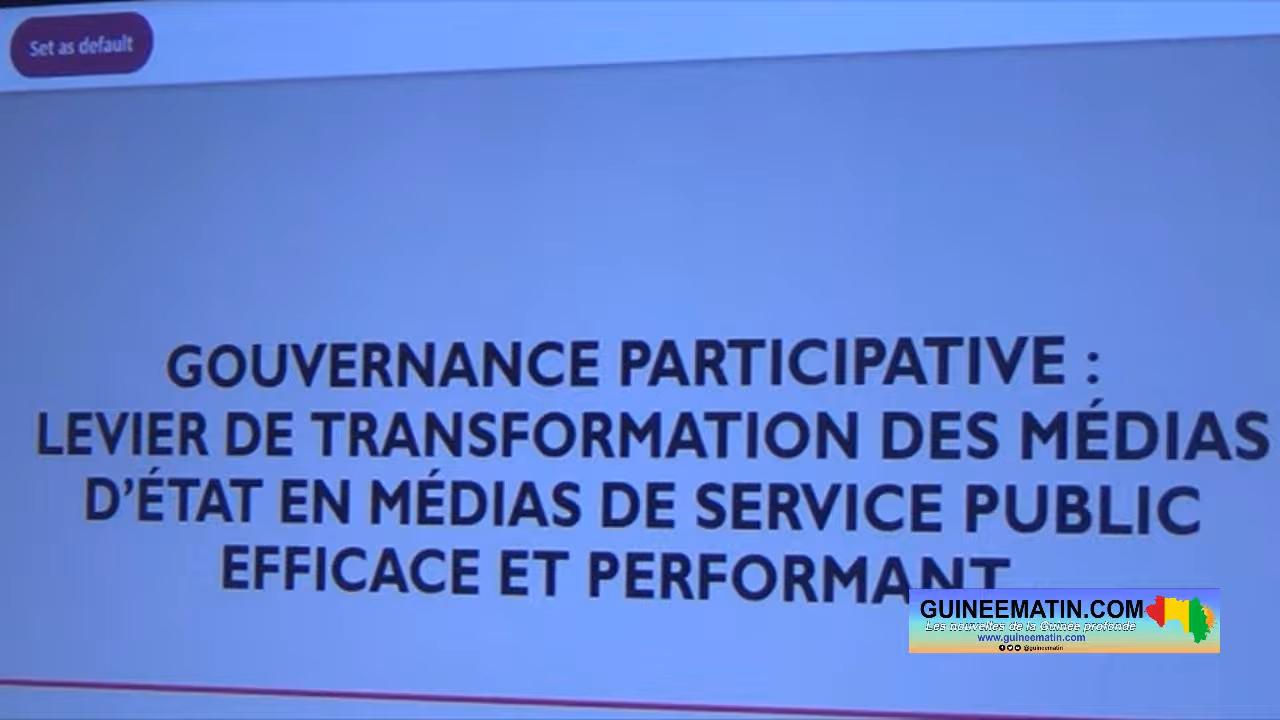 Set as default
GOUVERNANCE PARTICIPATIVE :
LEVIER DE TRANSFORMATION DES MÉDIAS
D'ÉTAT EN MÉDIAS DE SERVICE PUBLIC
EFFICACE ET PERFORMANT
GUINEEMATIN.COM
Les nouvelles de la Guinée profonde
www.guineematin.com
@guineematin